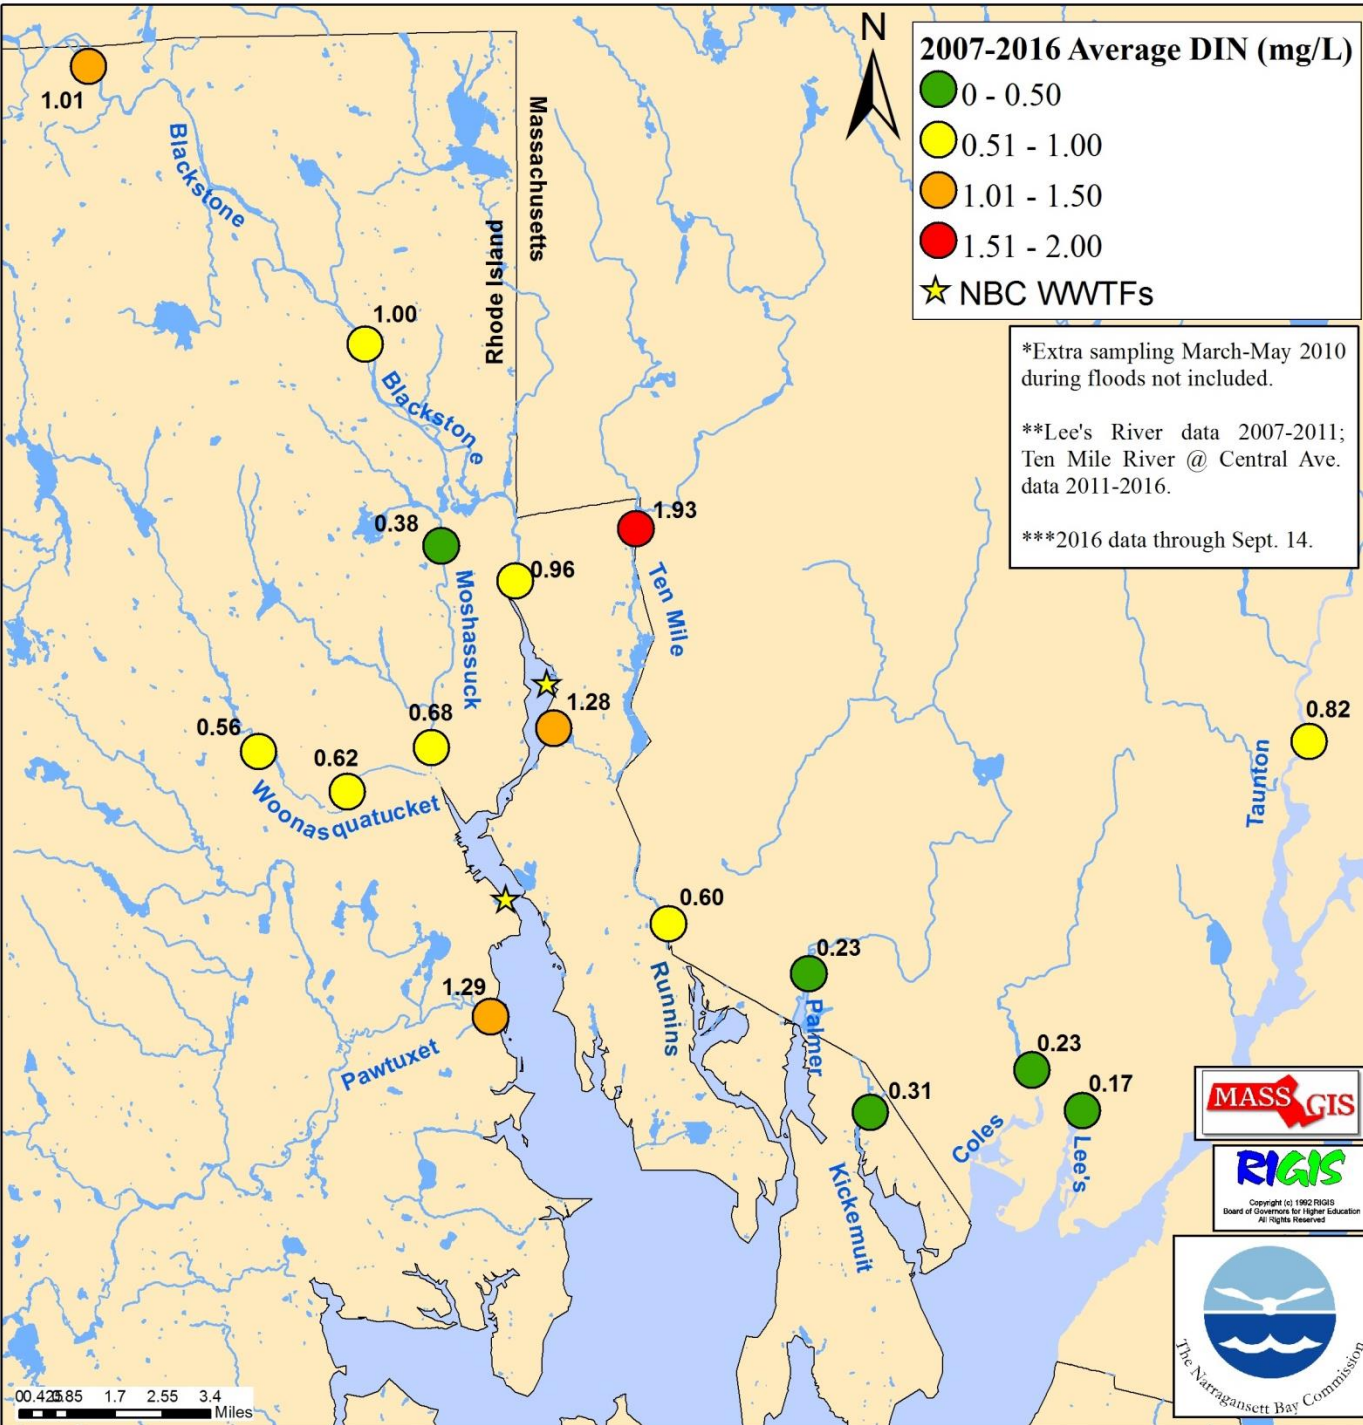 N
2007-2016 Average DIN (mg/L)
0 - 0.50
0.51 - 1.00
1.01 - 1.50
1.51 - 2.00
NBC WWTFs
*Extra sampling March-May 2010
during floods not included.
**Lee's River data 2007-2011;
Ten Mile River @ Central Ave.
data 2011-2016.
***2016 data through Sept. 14.
1.01
Blackstone
Massachusetts
Rhode Island
1.00
Blackstone
0.38
Moshassuck
0.96
1.93
Ten Mile
1.28
0.56
0.62
0.68
Woonasquatucket
0.82
Taunton
0.60
Runnins
0.23
Palmer
1.29
Pawtuxet
0.31
Kickemuit
0.23
Coles
0.17
Lee's
MASS GIS
RIGIS
Copyright (c) 1992 RIGIS
Board of Governors for Higher Education
All Rights Reserved
The Narragansett Bay Commission
1.7 2.55 3.4
Miles